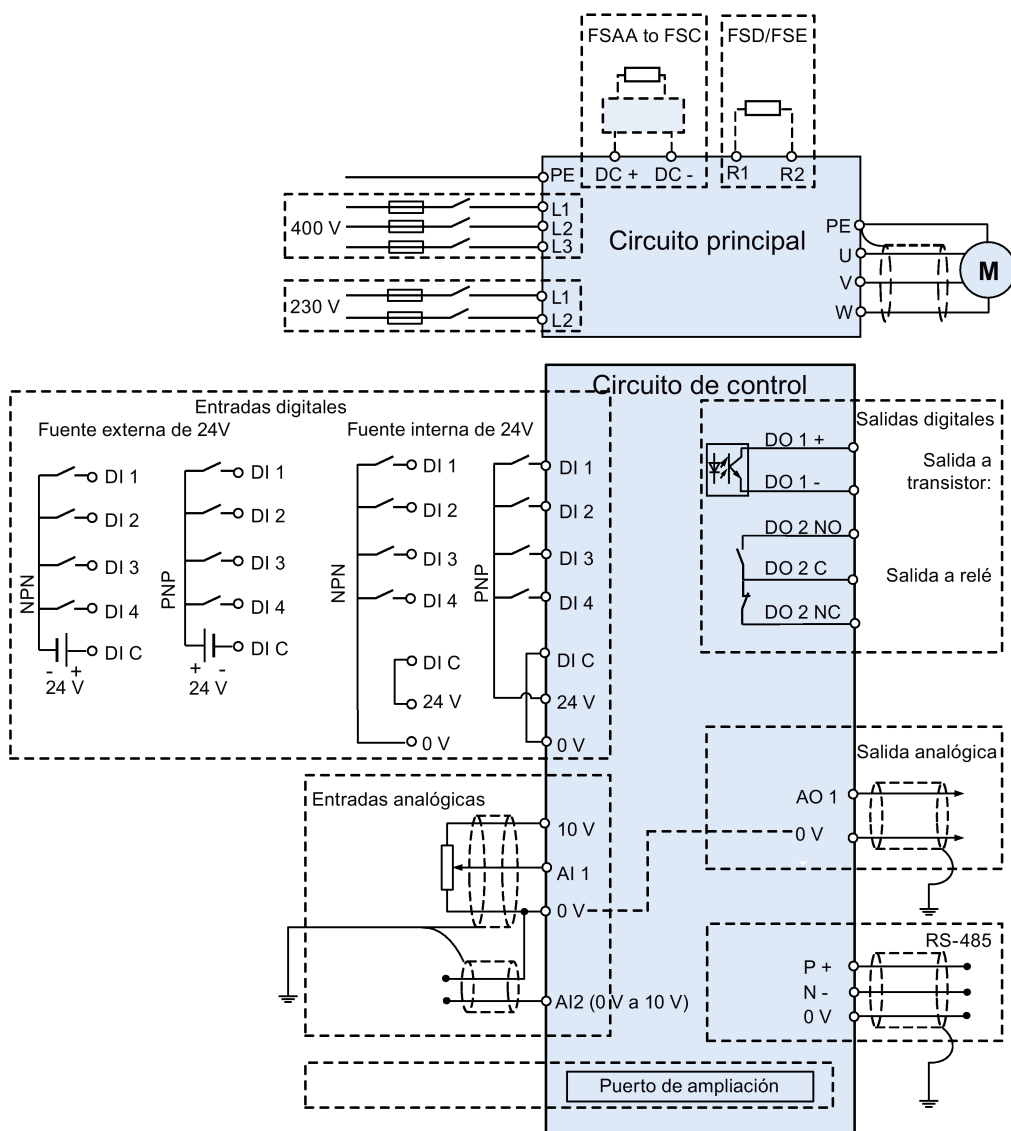 FSAA to FSC
FSD/FSE
PE
DC +
DC -
R1
R2
400 V
L1
L2
L3
Circuito principal
PE
U
V
W
M
230 V
L1
L2
Circuito de control
Entradas digitales
Fuente externa de 24V
Fuente interna de 24V
NPN
DI 1
DI 2
DI 3
DI 4
DI C
- +
24 V
PNP
DI 1
DI 2
DI 3
DI 4
DI C
+ -
24 V
NPN
DI 1
DI 2
DI 3
DI 4
DI C
24 V
0 V
PNP
DI 1
DI 2
DI 3
DI 4
DI C
24 V
0 V
Salidas digitales
DO 1 +
Salida a
transistor:
DO 1 -
DO 2 NO
DO 2 C
Salida a relé
DO 2 NC
Salida analógica
AO 1
0 V
Entradas analógicas
10 V
AI 1
0 V
AI2 (0 V a 10 V)
RS-485
P +
N -
0 V
Puerto de ampliación